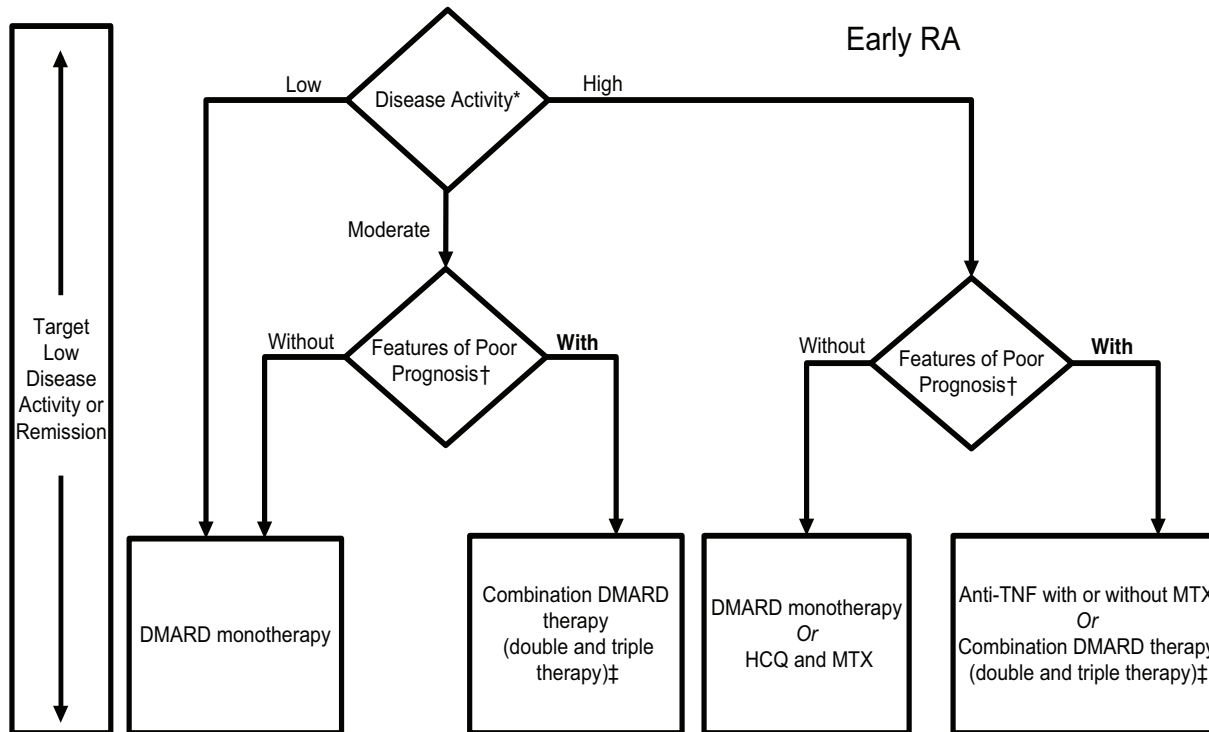 Early RA
Low
Disease Activity*
High
Moderate
Target
Low
Disease
Activity or
Remission
Without
Features of Poor
Prognosis†
With
Without
Features of Poor
Prognosis†
With
DMARD monotherapy
Combination DMARD
therapy
(double and triple
therapy)‡
DMARD monotherapy
Or
HCQ and MTX
Anti-TNF with or without MTX
Or
Combination DMARD therapy
(double and triple therapy)‡